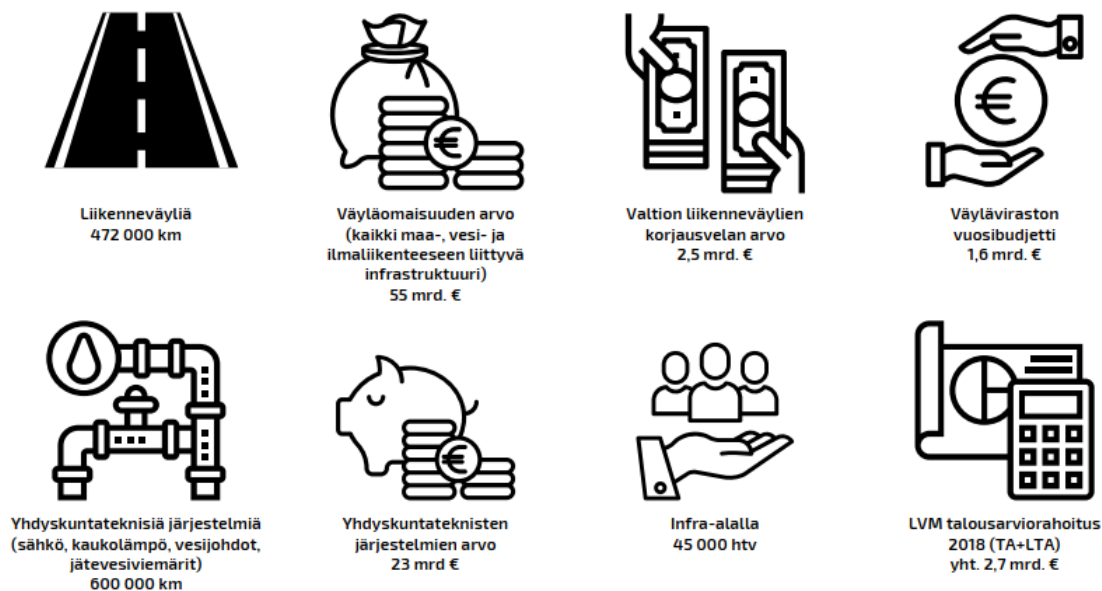 Liikenneväyliä
472 000 km
Väyläomaisuuden arvo
(kaikki maa-, vesi- ja
ilmaliikenteeseen liittyvä
infrastruktuuri)
55 mrd. €
Valtion liikenneväylien
korjausvelan arvo
2,5 mrd. €
Väyläviraston
vuosibudjetti
1,6 mrd. €
Yhdyskuntateknisiä järjestelmiä
(sähkö, kaukolämpö, vesijohdot,
jätevesiviemärit)
600 000 km
Yhdyskuntateknisten
järjestelmien arvo
23 mrd €
Infra-alalla
45 000 htv
LVM talousarviorahoitus
2018 (TA+LTA)
yht. 2,7 mrd. €